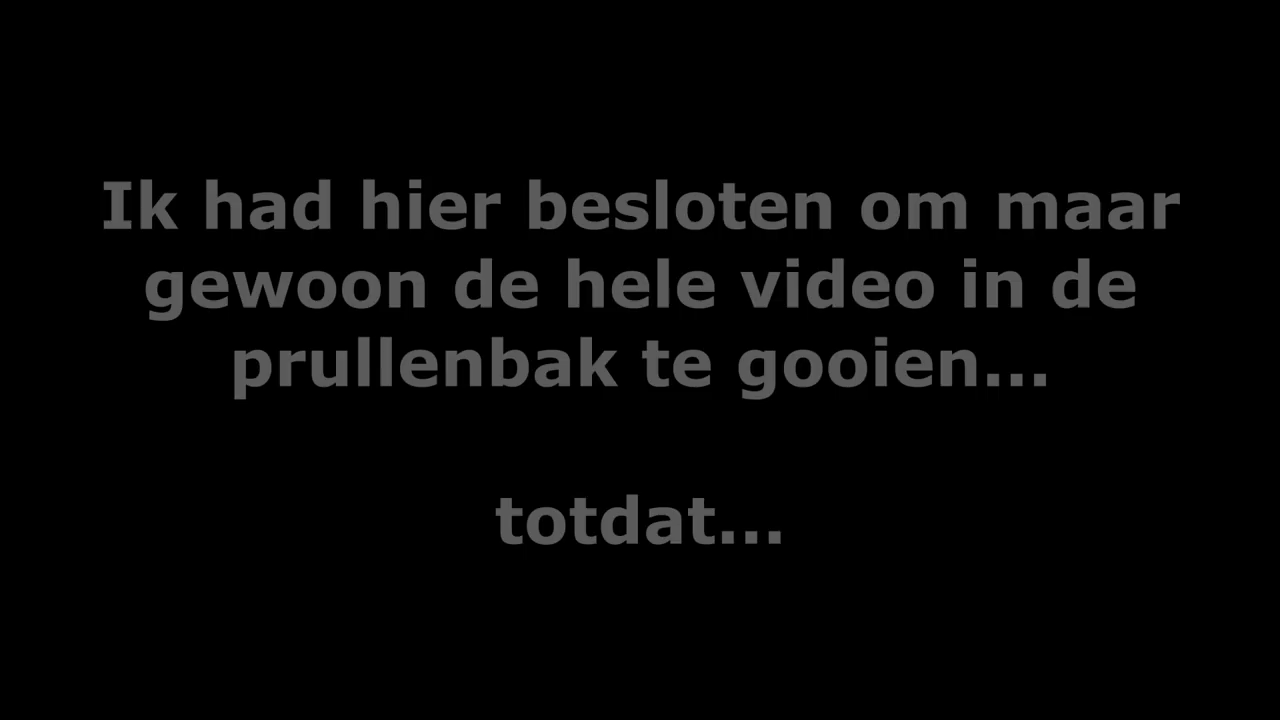 Ik had hier besloten om maar
gewoon de hele video in de
prullenbak te gooien...
totdat...